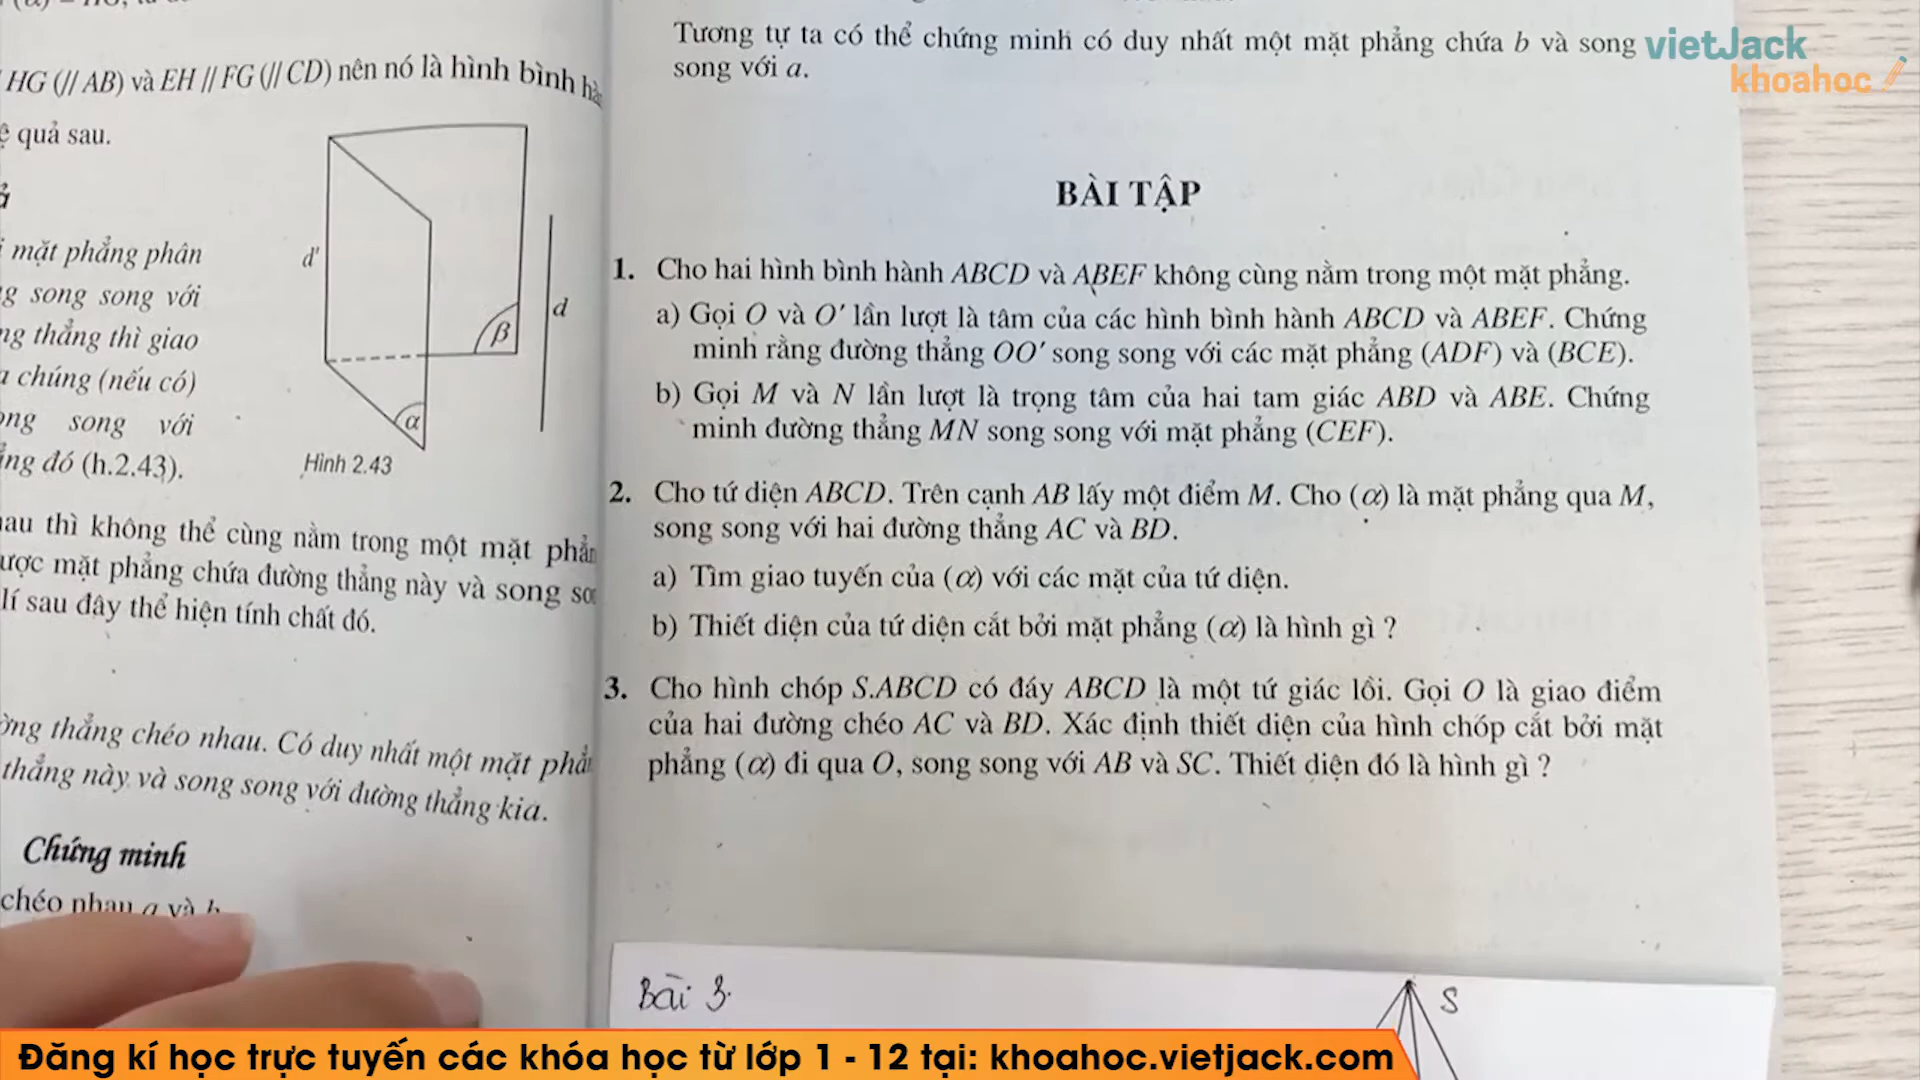 HG (// AB) và EH // FG (// CD) nên nó là hình bình
quả sau.
mặt phẳng phân
song song với
thẳng thì giao
chúng (nếu có)
song với
đó (h.2.43).
d'
d
β
α
Hình 2.43
thì không thể cùng nằm trong một mặt
mặt phẳng chứa đường thẳng này và song
lí sau đây thể hiện tính chất đó.
thẳng chéo nhau. Có duy nhất một mặt
thẳng này và song song với đường thẳng kia.
Chứng minh
chéo nhau a và b
Tương tự ta có thể chứng minh có duy nhất một mặt phẳng chứa b và song
song với a.
vietJack
khoahoc
BÀI TẬP
1. Cho hai hình bình hành ABCD và ABEF không cùng nằm trong một mặt phẳng.
a) Gọi O và O' lần lượt là tâm của các hình bình hành ABCD và ABEF. Chứng
minh rằng đường thẳng OO' song song với các mặt phẳng (ADF) và (BCE).
b) Gọi M và N lần lượt là trọng tâm của hai tam giác ABD và ABE. Chứng
minh đường thẳng MN song song với mặt phẳng (CEF).
2. Cho tứ diện ABCD. Trên cạnh AB lấy một điểm M. Cho (α) là mặt phẳng qua M,
song song với hai đường thẳng AC và BD.
a) Tìm giao tuyến của (α) với các mặt của tứ diện.
b) Thiết diện của tứ diện cắt bởi mặt phẳng (α) là hình gì ?
3. Cho hình chóp S.ABCD có đáy ABCD là một tứ giác lồi. Gọi O là giao điểm
của hai đường chéo AC và BD. Xác định thiết diện của hình chóp cắt bởi mặt
phẳng (α) đi qua O, song song với AB và SC. Thiết diện đó là hình gì ?
Bài 3.
S
Đăng kí học trực tuyến các khóa học từ lớp 1 - 12 tại: khoahoc.vietjack.com